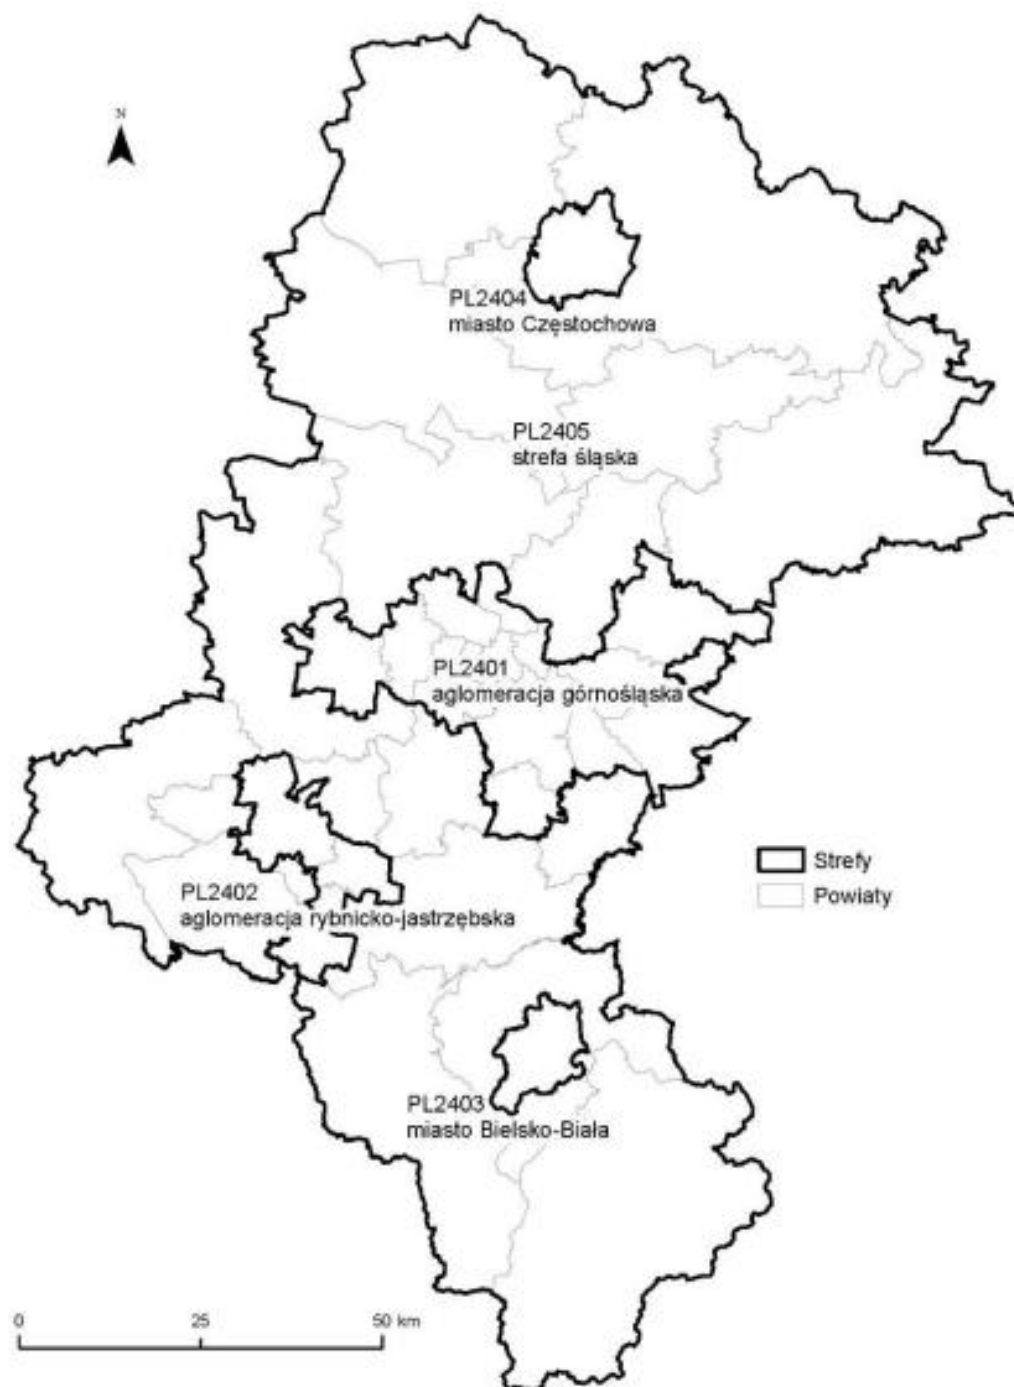 N
PL2404
miasto Częstochowa
PL2405
strefa śląska
PL2401
aglomeracja górnośląska
Strefy
Powiaty
PL2402
aglomeracja rybnicko-jastrzębska
PL2403
miasto Bielsko-Biała
0 25 50 km